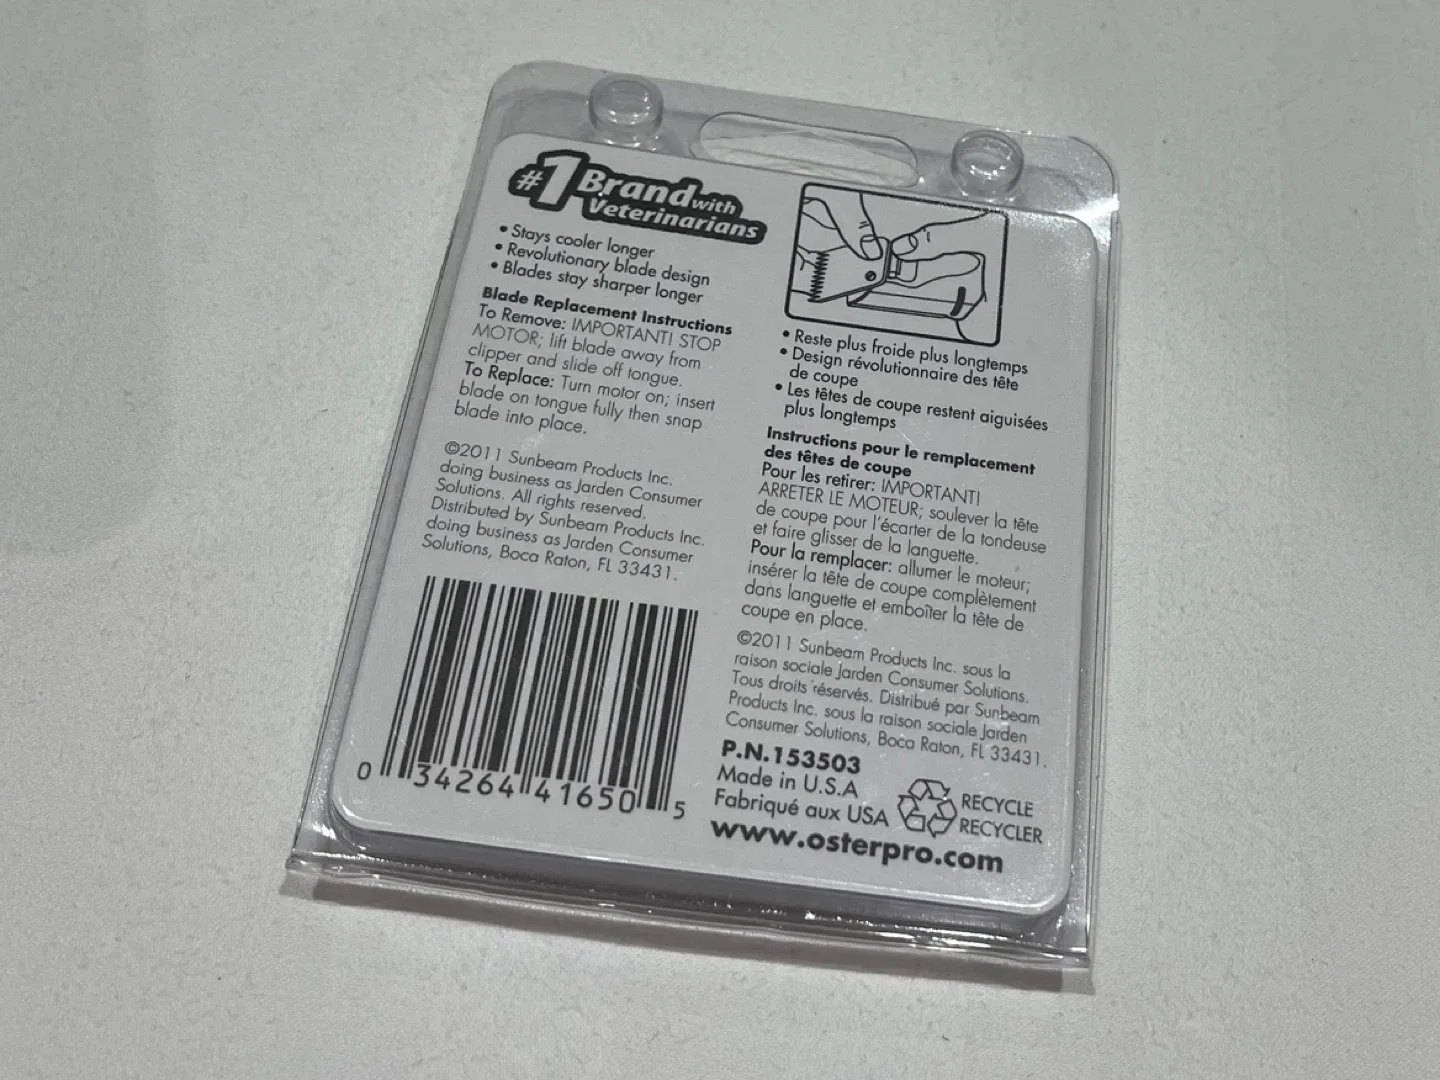 #1 Brand with
Veterinarians
• Stays cooler longer
• Revolutionary blade design
• Blades stay sharper longer
Blade Replacement Instructions
To Remove: IMPORTANT! STOP
MOTOR; lift blade away from
clipper and slide off tongue.
To Replace: Turn motor on; insert
blade on tongue fully then snap
blade into place.
©2011 Sunbeam Products Inc.
doing business as Jarden Consumer
Solutions. All rights reserved.
Distributed by Sunbeam Products Inc.
doing business as Jarden Consumer
Solutions, Boca Raton, FL 33431.
0 34264 41650 5
• Reste plus froide plus longtemps
• Design révolutionnaire des tête
de coupe
• Les têtes de coupe restent aiguisées
plus longtemps
Instructions pour le remplacement
des têtes de coupe
Pour les retirer: IMPORTANT!
ARRETER LE MOTEUR; soulever la tête
de coupe pour l'écarter de la tondeuse
et faire glisser de la languette.
Pour la remplacer: allumer le moteur;
insérer la tête de coupe complètement
dans languette et emboîter la tête de
coupe en place.
©2011 Sunbeam Products Inc. sous la
raison sociale Jarden Consumer Solutions.
Tous droits réservés. Distribué par Sunbeam
Products Inc. sous la raison sociale Jarden
Consumer Solutions, Boca Raton, FL 33431.
P.N.153503
Made in U.S.A
Fabriqué aux USA
RECYCLE
RECYCLER
www.osterpro.com